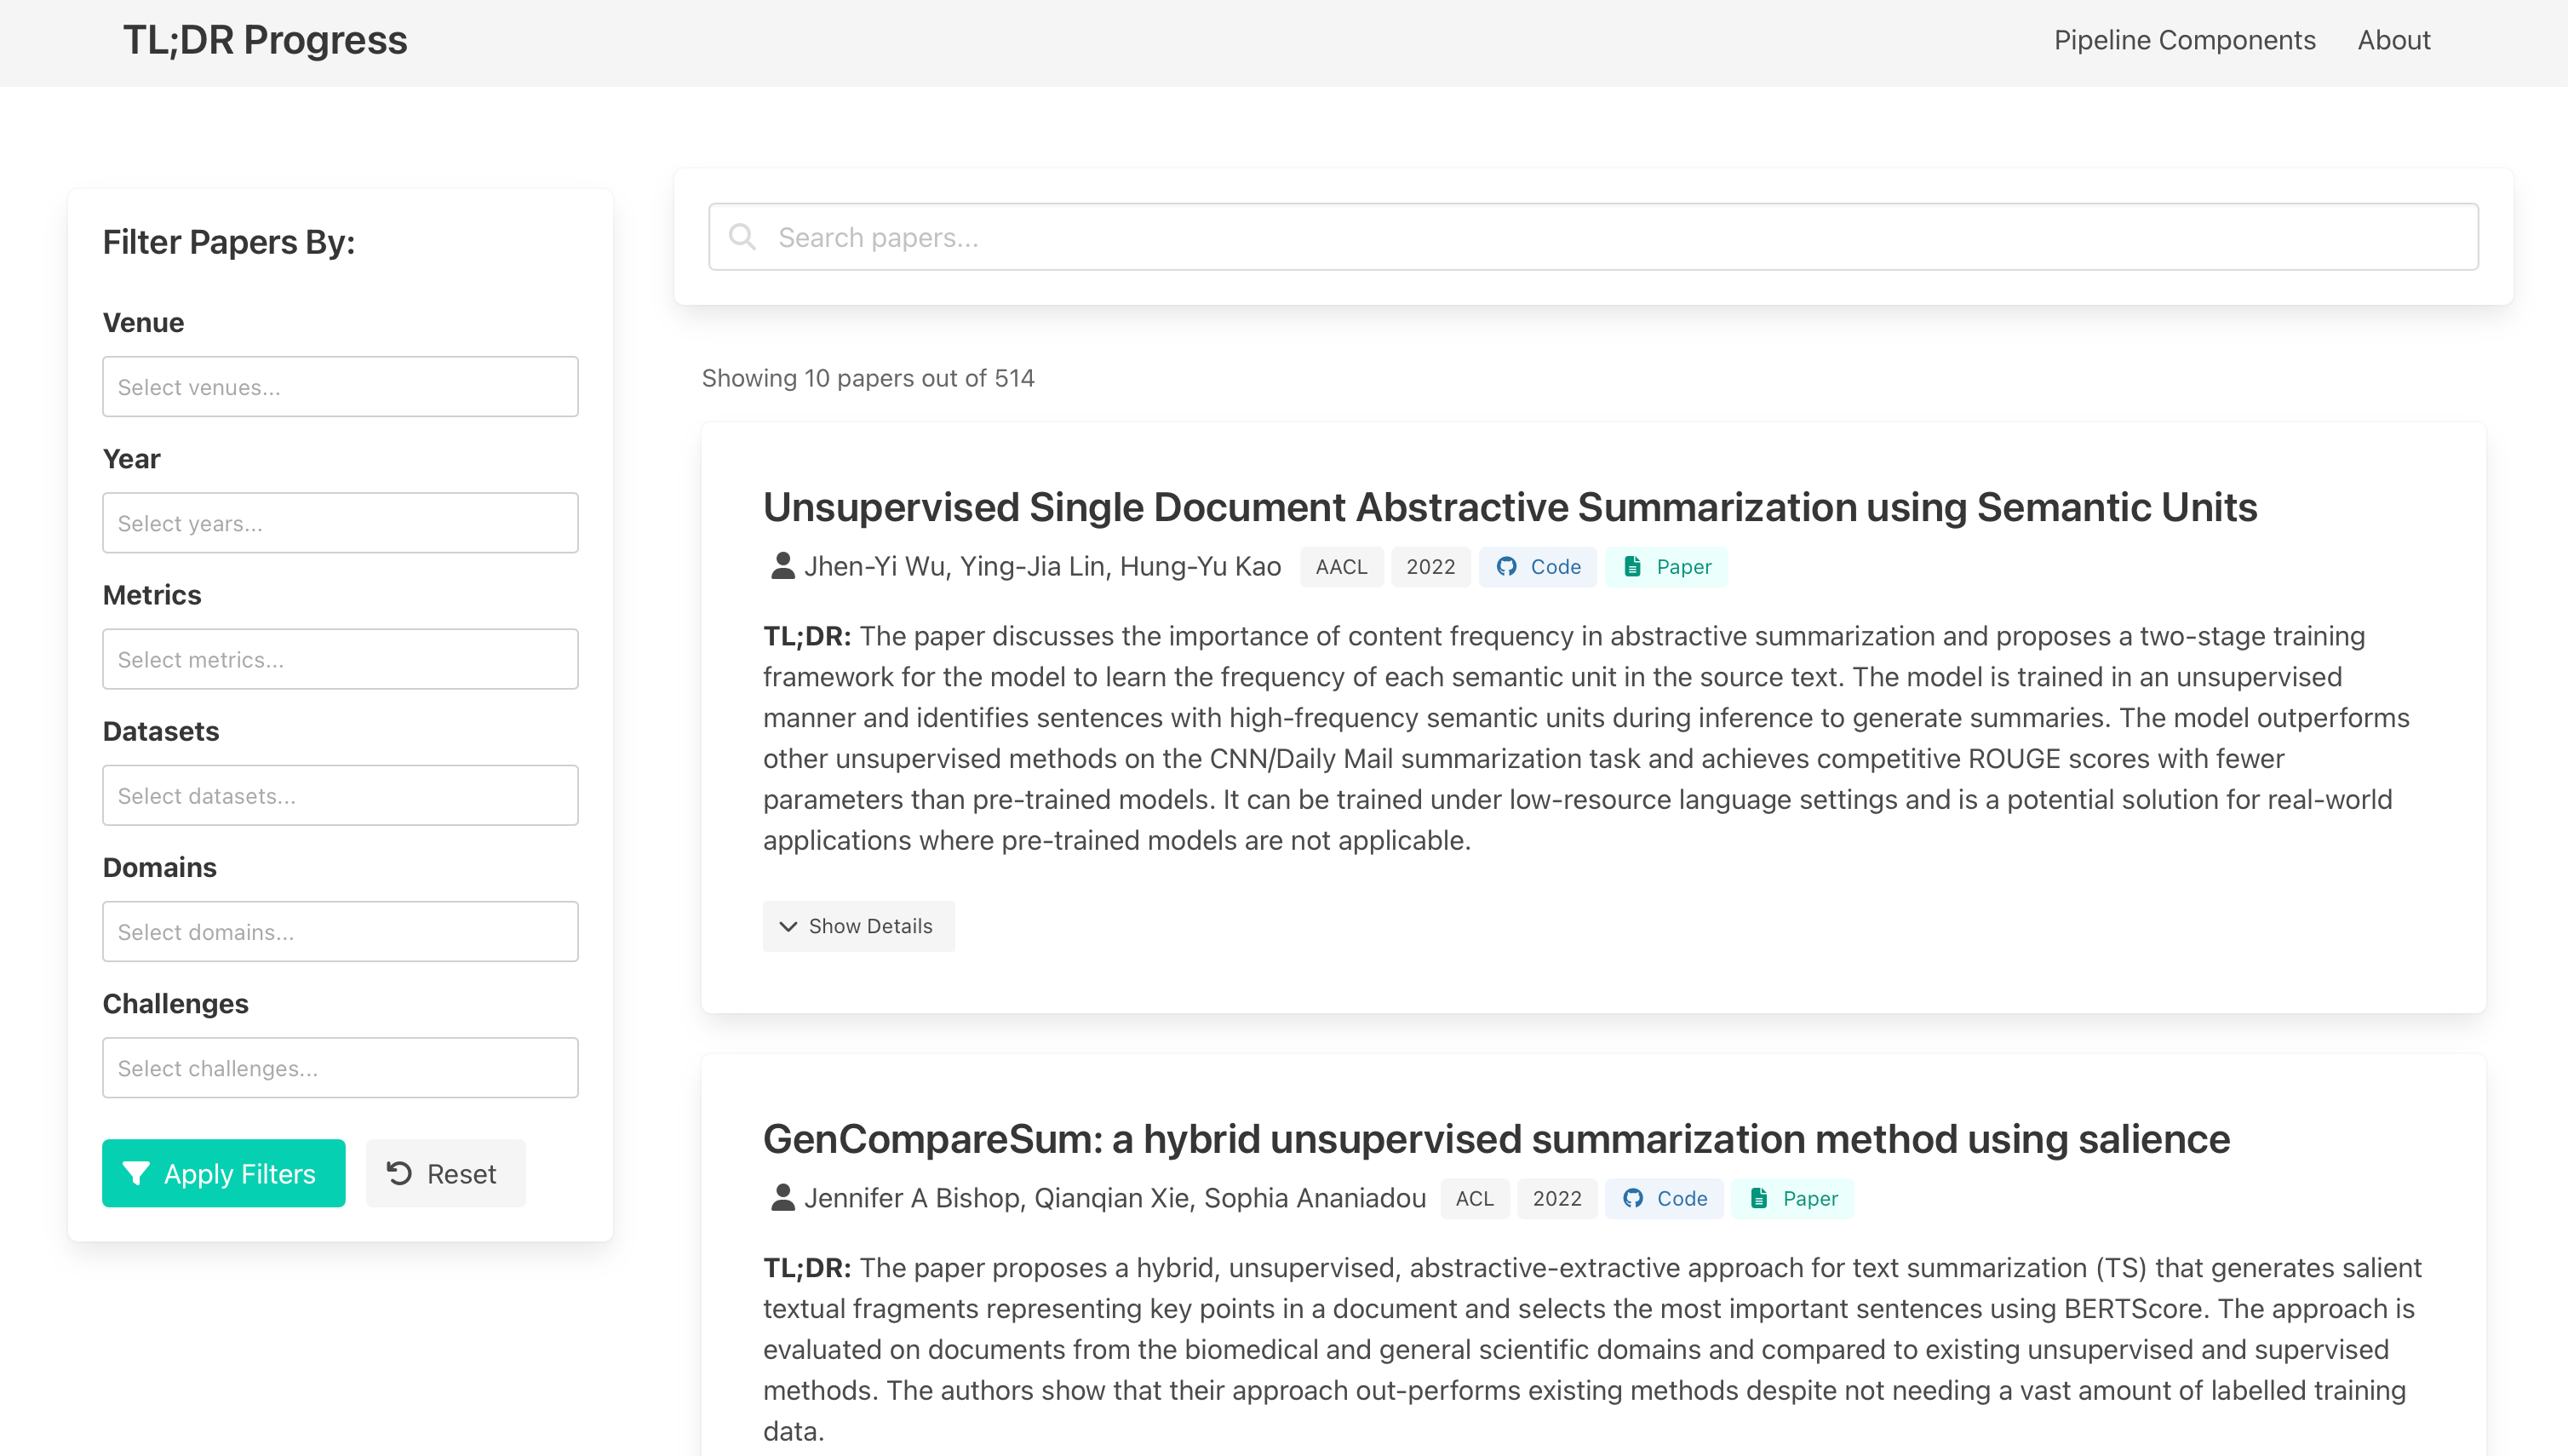 TL;DR Progress
Pipeline Components
About
Filter Papers By:
Venue
Select venues...
Year
Select years...
Metrics
Select metrics...
Datasets
Select datasets...
Domains
Select domains...
Challenges
Select challenges...
Apply Filters
Reset
Search papers...
Showing 10 papers out of 514
Unsupervised Single Document Abstractive Summarization using Semantic Units
Jhen-Yi Wu, Ying-Jia Lin, Hung-Yu Kao AACL 2022 Code Paper
TL;DR: The paper discusses the importance of content frequency in abstractive summarization and proposes a two-stage training
framework for the model to learn the frequency of each semantic unit in the source text. The model is trained in an unsupervised
manner and identifies sentences with high-frequency semantic units during inference to generate summaries. The model outperforms
other unsupervised methods on the CNN/Daily Mail summarization task and achieves competitive ROUGE scores with fewer
parameters than pre-trained models. It can be trained under low-resource language settings and is a potential solution for real-world
applications where pre-trained models are not applicable.
Show Details
GenCompareSum: a hybrid unsupervised summarization method using salience
Jennifer A Bishop, Qianqian Xie, Sophia Ananiadou ACL 2022 Code Paper
TL;DR: The paper proposes a hybrid, unsupervised, abstractive-extractive approach for text summarization (TS) that generates salient
textual fragments representing key points in a document and selects the most important sentences using BERTScore. The approach is
evaluated on documents from the biomedical and general scientific domains and compared to existing unsupervised and supervised
methods. The authors show that their approach out-performs existing methods despite not needing a vast amount of labelled training
data.